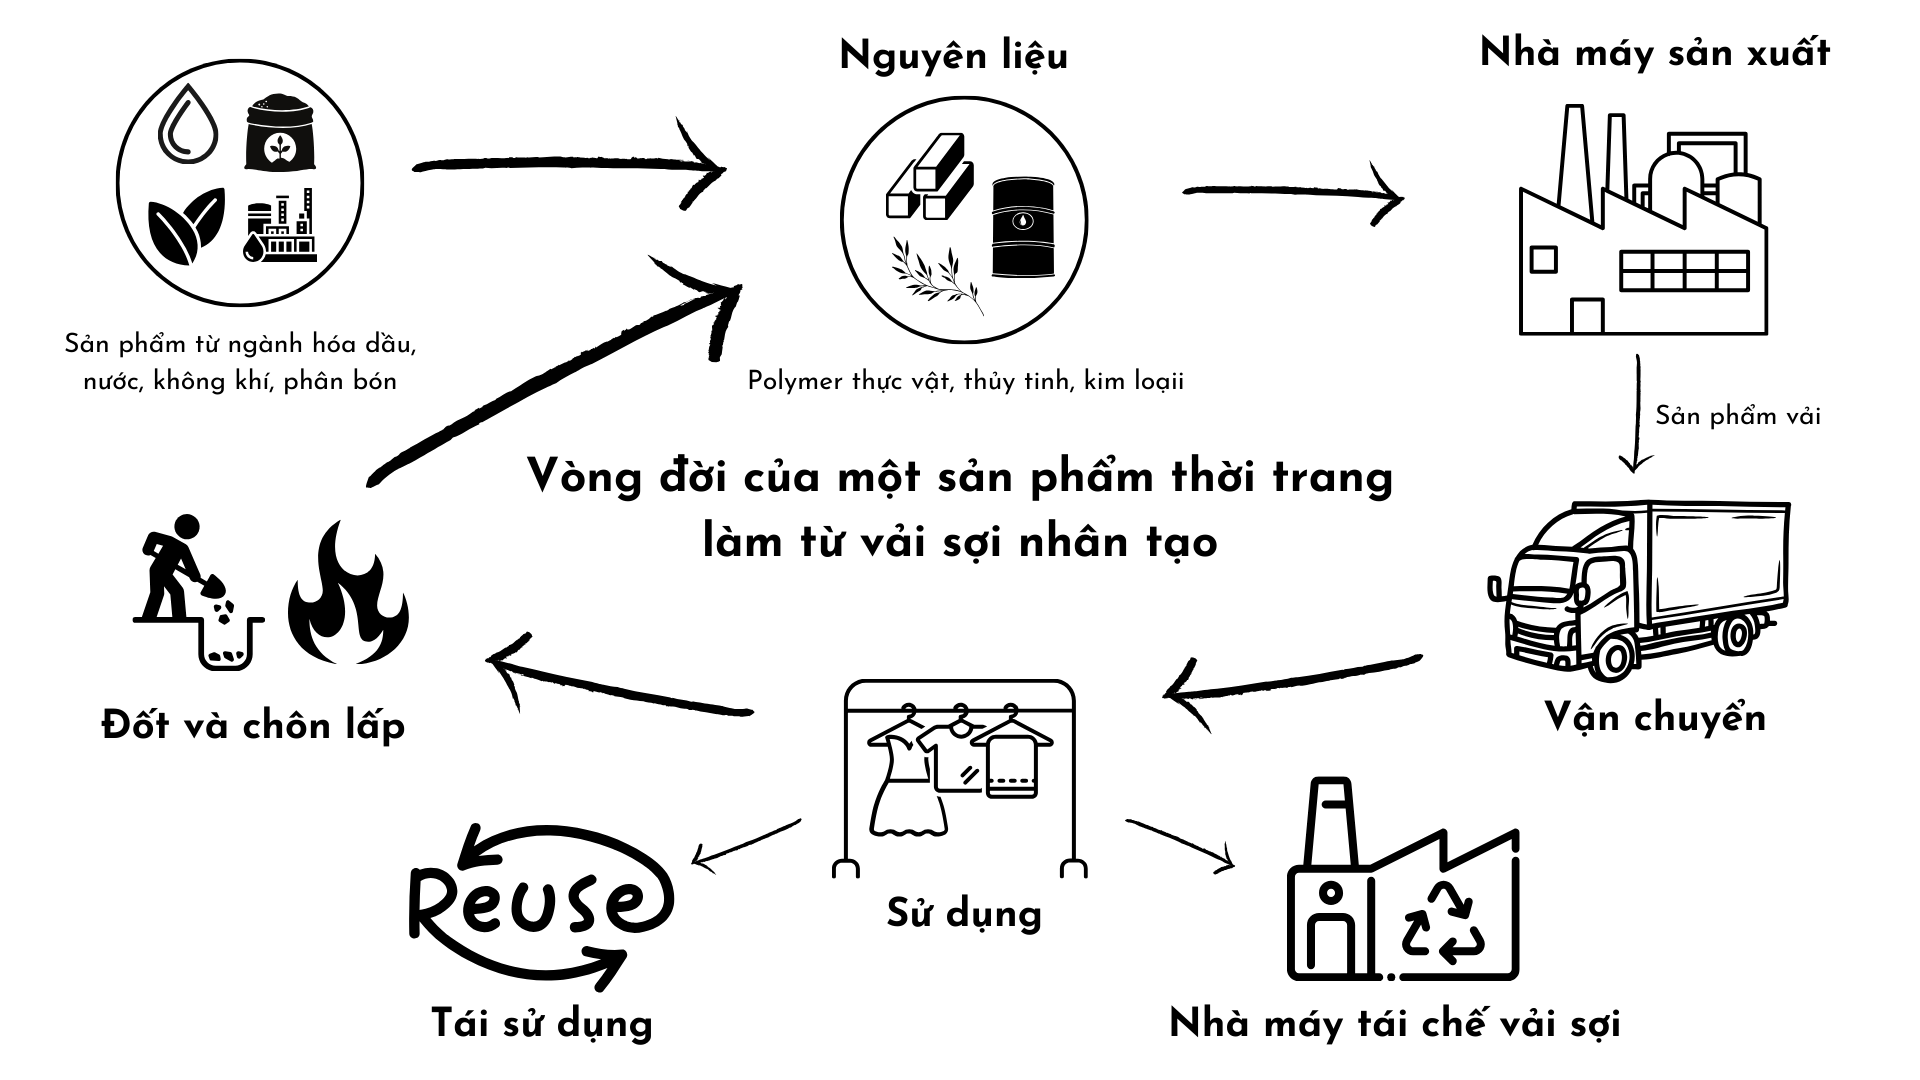 Nguyên liệu
Nhà máy sản xuất
Sản phẩm từ ngành hóa dầu,
nước, không khí, phân bón
Polymer thực vật, thủy tinh, kim loạii
Sản phẩm vải
Vòng đời của một sản phẩm thời trang
làm từ vải sợi nhân tạo
Đốt và chôn lấp
Vận chuyển
Reuse
Sử dụng
Tái sử dụng
Nhà máy tái chế vải sợi